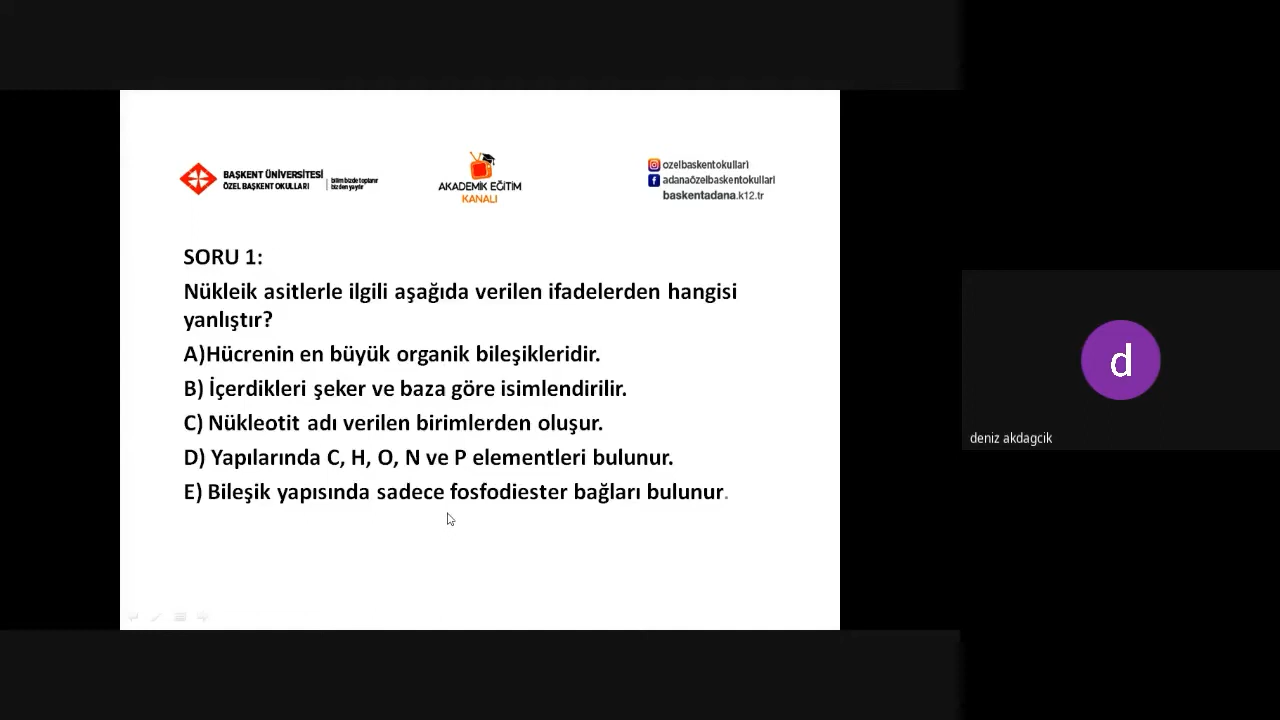 BAŞKENT ÜNİVERSİTESİ
ÖZEL BAŞKENT OKULLARI
bilim bizde toplanır
bizden yayılır
AKADEMİK EĞİTİM
KANALI
ozelbaskentokullari
adanaözelbaskentokullari
baskentadana.k12.tr
SORU 1:
Nükleik asitlerle ilgili aşağıda verilen ifadelerden hangisi
yanlıştır?
A)Hücrenin en büyük organik bileşikleridir.
B) İçerdikleri şeker ve baza göre isimlendirilir.
C) Nükleotit adı verilen birimlerden oluşur.
D) Yapılarında C, H, O, N ve P elementleri bulunur.
E) Bileşik yapısında sadece fosfodiester bağları bulunur.
d
deniz akdagcik